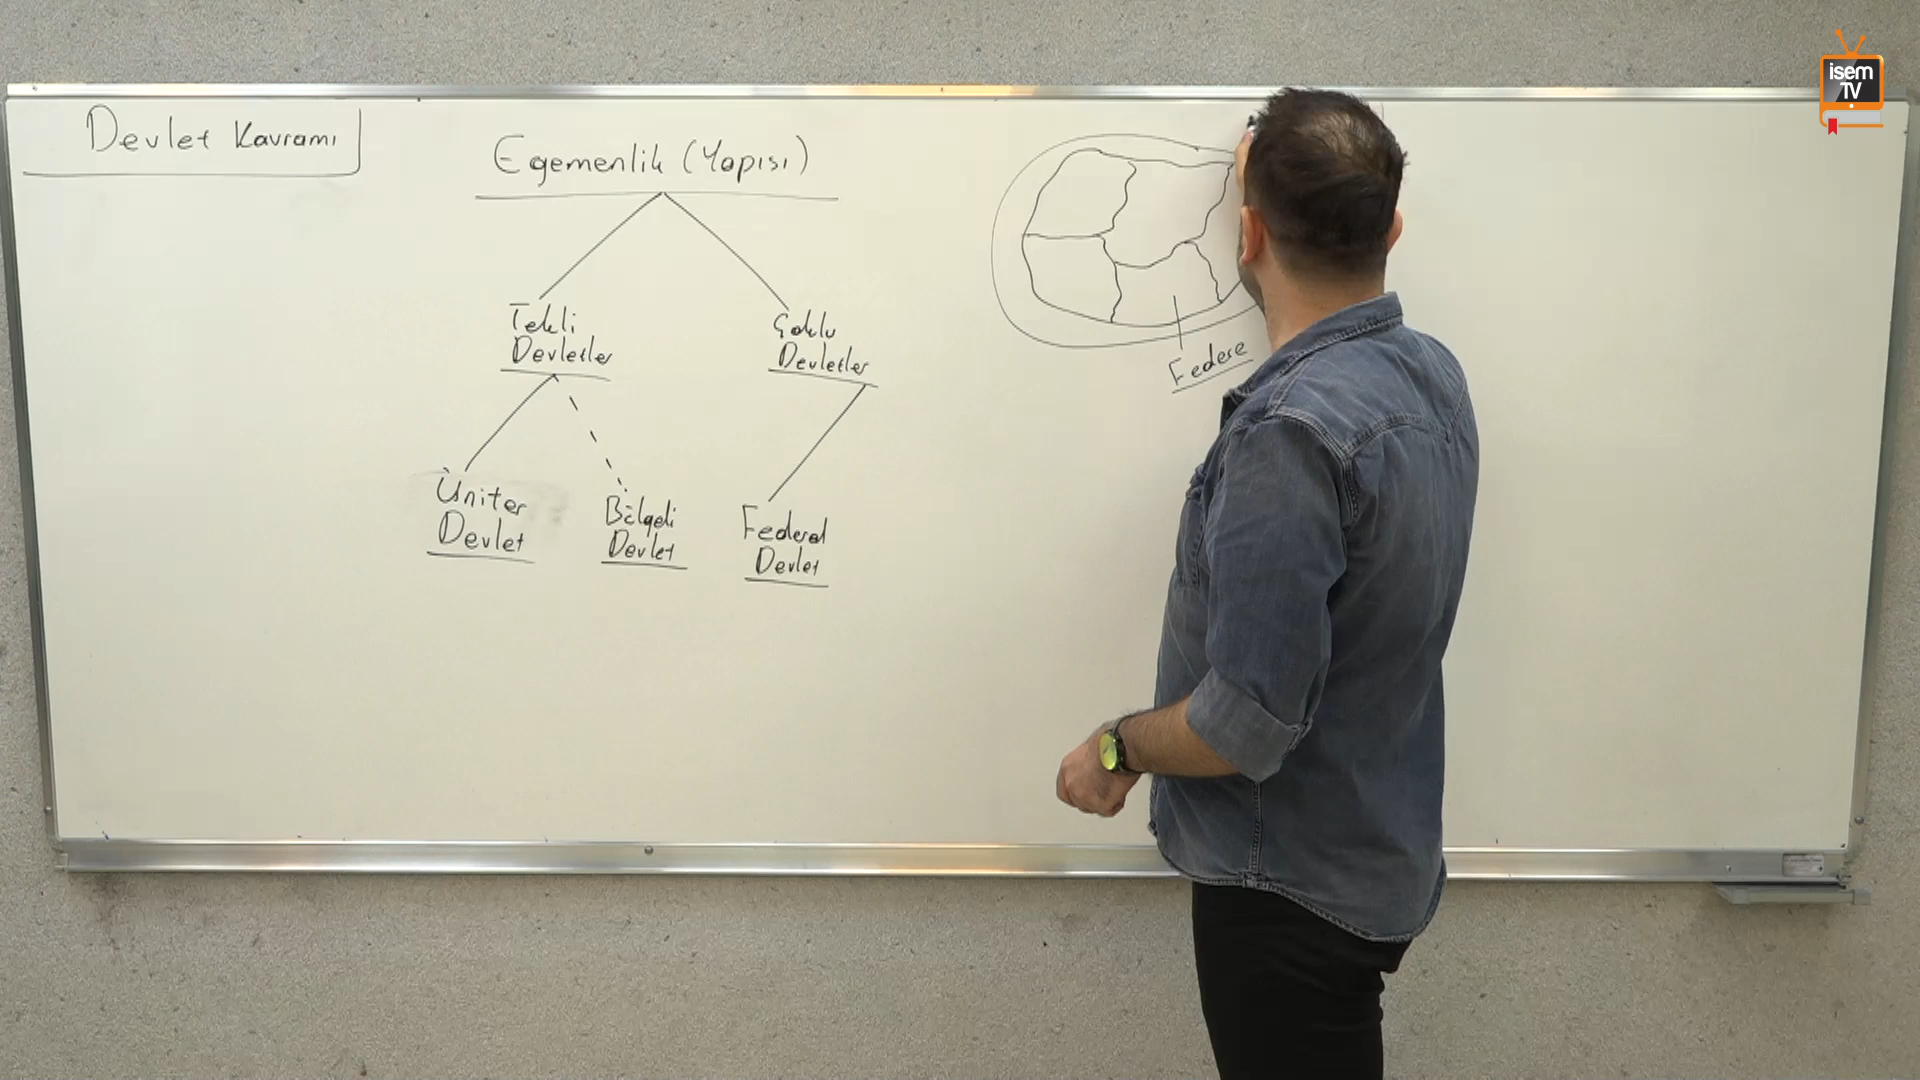 Devlet Kavramı
Egemenlik (Yapısı)
Tekli
Devletler
Çoklu
Devletler
Üniter
Devlet
Bölgeli
Devlet
Federal
Devlet
Federe
isem
TV